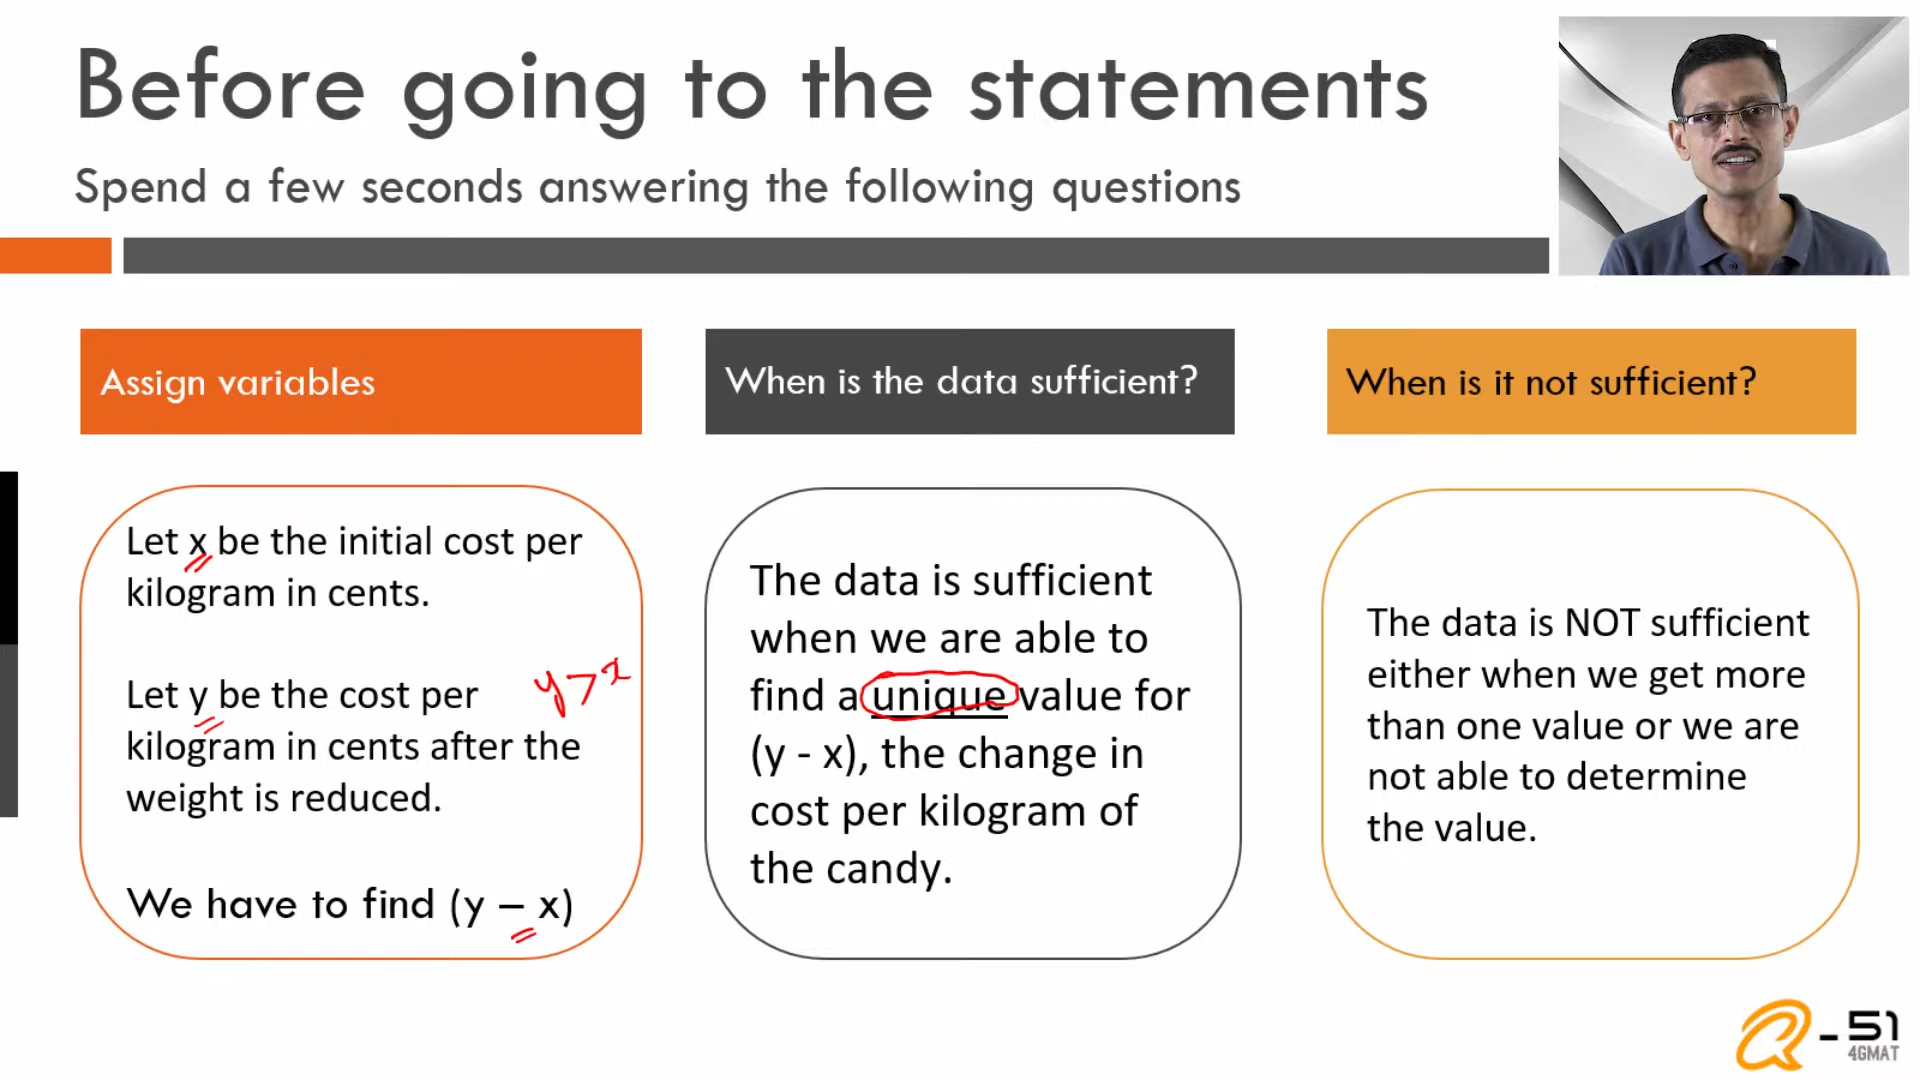 Before going to the statements
Spend a few seconds answering the following questions
Assign variables
Let x be the initial cost per
kilogram in cents.
Let y be the cost per
y > x
kilogram in cents after the
weight is reduced.
We have to find (y – x)
When is the data sufficient?
The data is sufficient
when we are able to
find a unique value for
(y - x), the change in
cost per kilogram of
the candy.
When is it not sufficient?
The data is NOT sufficient
either when we get more
than one value or we are
not able to determine
the value.
Q-51
4GMAT